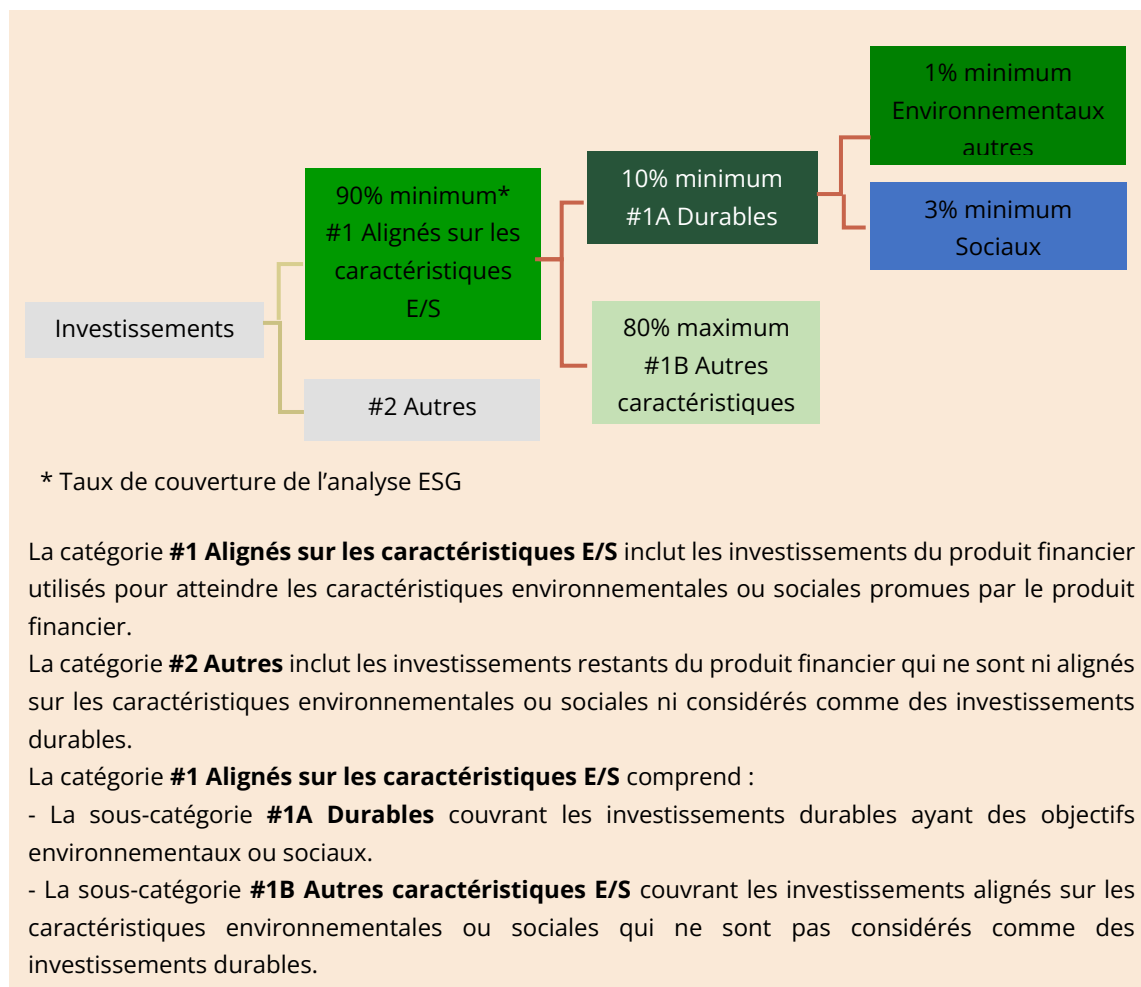 1% minimum
Environnementaux
autres
10% minimum
#1A Durables
90% minimum*
#1 Alignés sur les
caractéristiques
E/S
3% minimum
Sociaux
Investissements
80% maximum
#1B Autres
caractéristiques
#2 Autres
* Taux de couverture de l’analyse ESG
La catégorie #1 Alignés sur les caractéristiques E/S inclut les investissements du produit financier
utilisés pour atteindre les caractéristiques environnementales ou sociales promues par le produit
financier.
La catégorie #2 Autres inclut les investissements restants du produit financier qui ne sont ni alignés
sur les caractéristiques environnementales ou sociales ni considérés comme des investissements
durables.
La catégorie #1 Alignés sur les caractéristiques E/S comprend :
- La sous-catégorie #1A Durables couvrant les investissements durables ayant des objectifs
environnementaux ou sociaux.
- La sous-catégorie #1B Autres caractéristiques E/S couvrant les investissements alignés sur les
caractéristiques environnementales ou sociales qui ne sont pas considérés comme des
investissements durables.